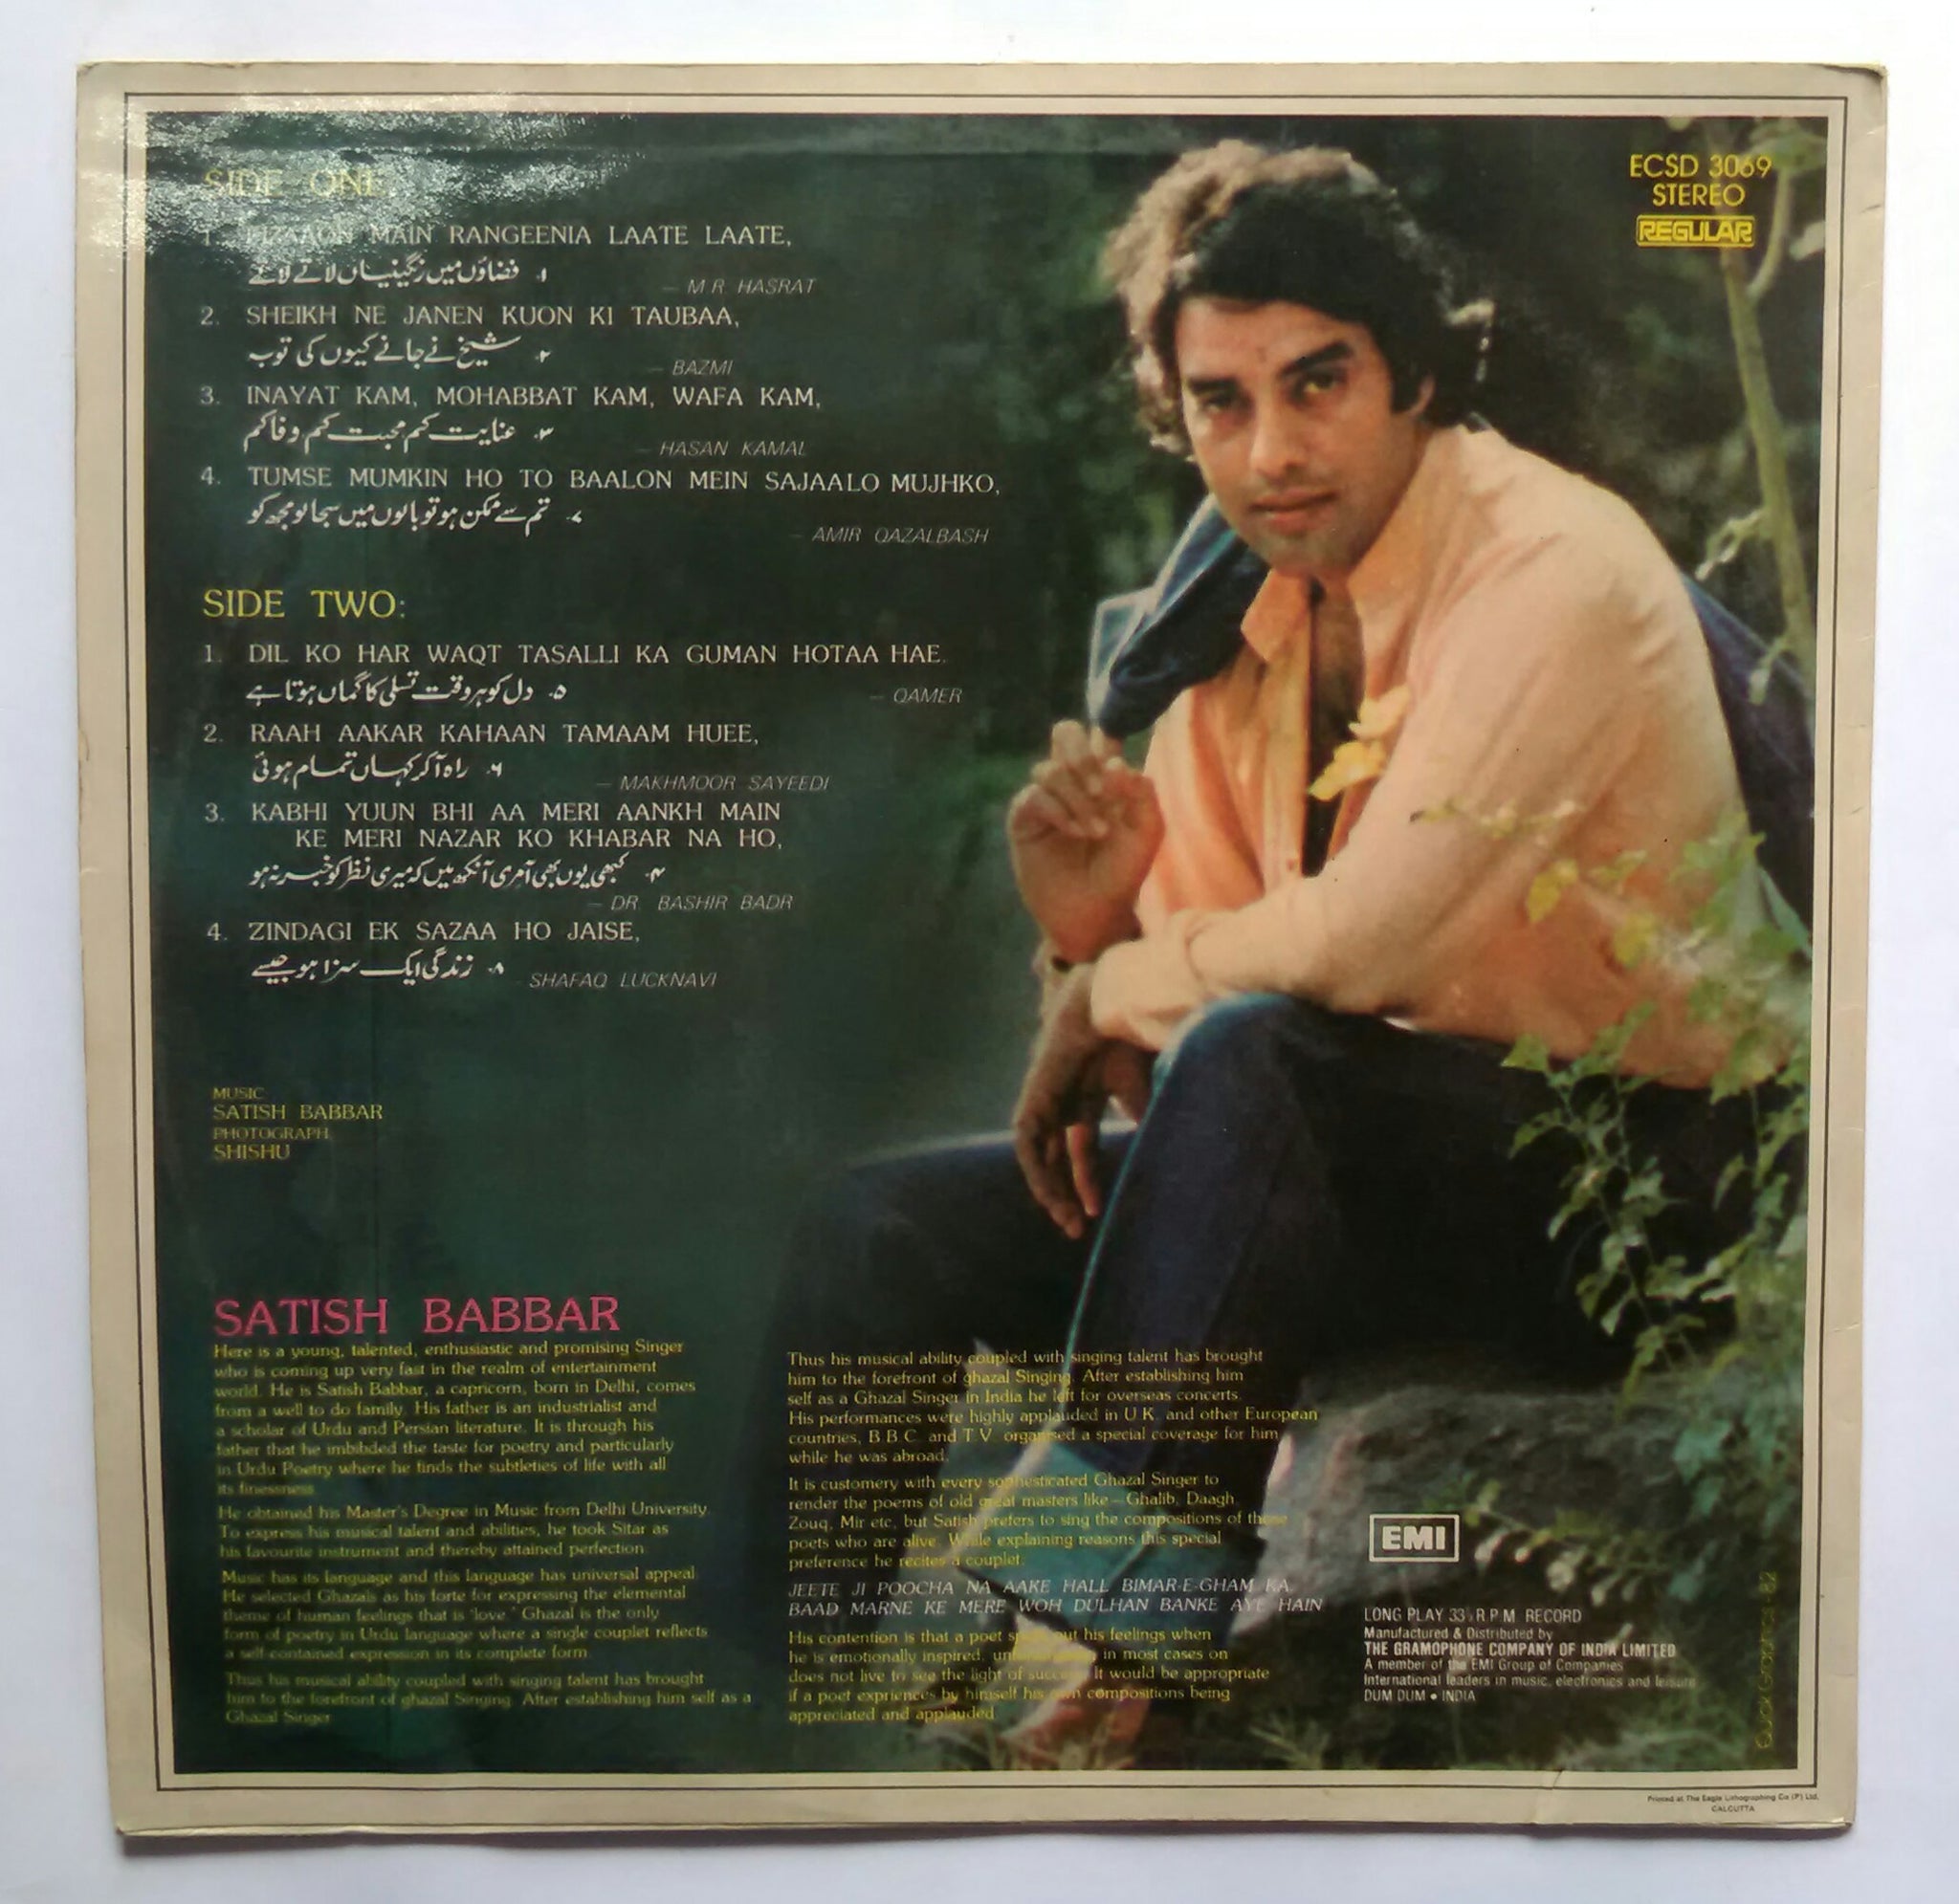 SIDE ONE
1. MAIN RANGEENIA LAATE LAATE,
۱. فضاؤں میں رنگینیاں لاتے لاتے
— M.R. HASRAT
2. SHEIKH NE JANEN KUON KI TAUBAA,
۲. شیخ نے جانے کیوں کی توبہ
— BAZMI
3. INAYAT KAM, MOHABBAT KAM, WAFA KAM,
۳. عنایت کم محبت کم وفا کم
— HASAN KAMAL
4. TUMSE MUMKIN HO TO BAALON MEIN SAJAALO MUJHKO,
تم سے ممکن ہو تو بالوں میں سجا لو مجھ کو
— AMIR QAZALBASH
SIDE TWO:
1. DIL KO HAR WAQT TASALLI KA GUMAN HOTAA HAE.
۵. دل کو ہر وقت تسلی کا گماں ہوتا ہے
— QAMER
2. RAAH AAKAR KAHAAN TAMAAM HUEE,
۶. راہ آ کر کہاں تمام ہوئی
— MAKHMOOR SAYEEDI
3. KABHI YUUN BHI AA MERI AANKH MAIN
KE MERI NAZAR KO KHABAR NA HO,
کبھی یوں بھی آ مری آنکھ میں کہ میری نظر کو خبر نہ ہو
— DR. BASHIR BADR
4. ZINDAGI EK SAZAA HO JAISE,
۸. زندگی ایک سزا ہو جیسے
SHAFAQ LUCKNAVI
MUSIC
SATISH BABBAR
PHOTOGRAPH
SHISHU
SATISH BABBAR
Here is a young, talented, enthusiastic and promising Singer
who is coming up very fast in the realm of entertainment
world. He is Satish Babbar, a capricorn, born in Delhi, comes
from a well to do family. His father is an industrialist and
a scholar of Urdu and Persian literature. It is through his
father that he imbibded the taste for poetry and particularly
in Urdu Poetry where he finds the subtleties of life with all
its finessness.
He obtained his Master's Degree in Music from Delhi University.
To express his musical talent and abilities, he took Sitar as
his favourite instrument and thereby attained perfection.
Music has its language and this language has universal appeal.
He selected Ghazals as his forte for expressing the elemental
theme of human feelings that is 'love.' Ghazal is the only
form of poetry in Urdu language where a single couplet reflects
a self contained expression in its complete form.
Thus his musical ability coupled with singing talent has brought
him to the forefront of ghazal Singing. After establishing him self as a
Ghazal Singer
Thus his musical ability coupled with singing talent has brought
him to the forefront of ghazal Singing. After establishing him
self as a Ghazal Singer in India he left for overseas concerts.
His performances were highly applauded in U.K. and other European
countries, B.B.C. and T.V. organised a special coverage for him
while he was abroad.
It is customery with every sophesticated Ghazal Singer to
render the poems of old great masters like—Ghalib, Daagh,
Zouq, Mir etc, but Satish prefers to sing the compositions of those
poets who are alive. While explaining reasons this special
preference he recites a couplet.
JEETE JI POOCHA NA AAKE HALL BIMAR-E-GHAM KA,
BAAD MARNE KE MERE WOH DULHAN BANKE AYE HAIN
His contention is that a poet out his feelings when
he is emotionally inspired, in most cases on
does not live to see the light of success. It would be appropriate
if a poet expriences by himself his own compositions being
appreciated and applauded.
ECSD 3069
STEREO
REGULAR
EMI
LONG PLAY 33⅓ R.P.M. RECORD
Manufactured & Distributed by
THE GRAMOPHONE COMPANY OF INDIA LIMITED
A member of the EMI Group of Companies
International leaders in music, electronics and leisure
DUM DUM • INDIA
Printed at The Eagle Lithographing Co (P) Ltd.
CALCUTTA